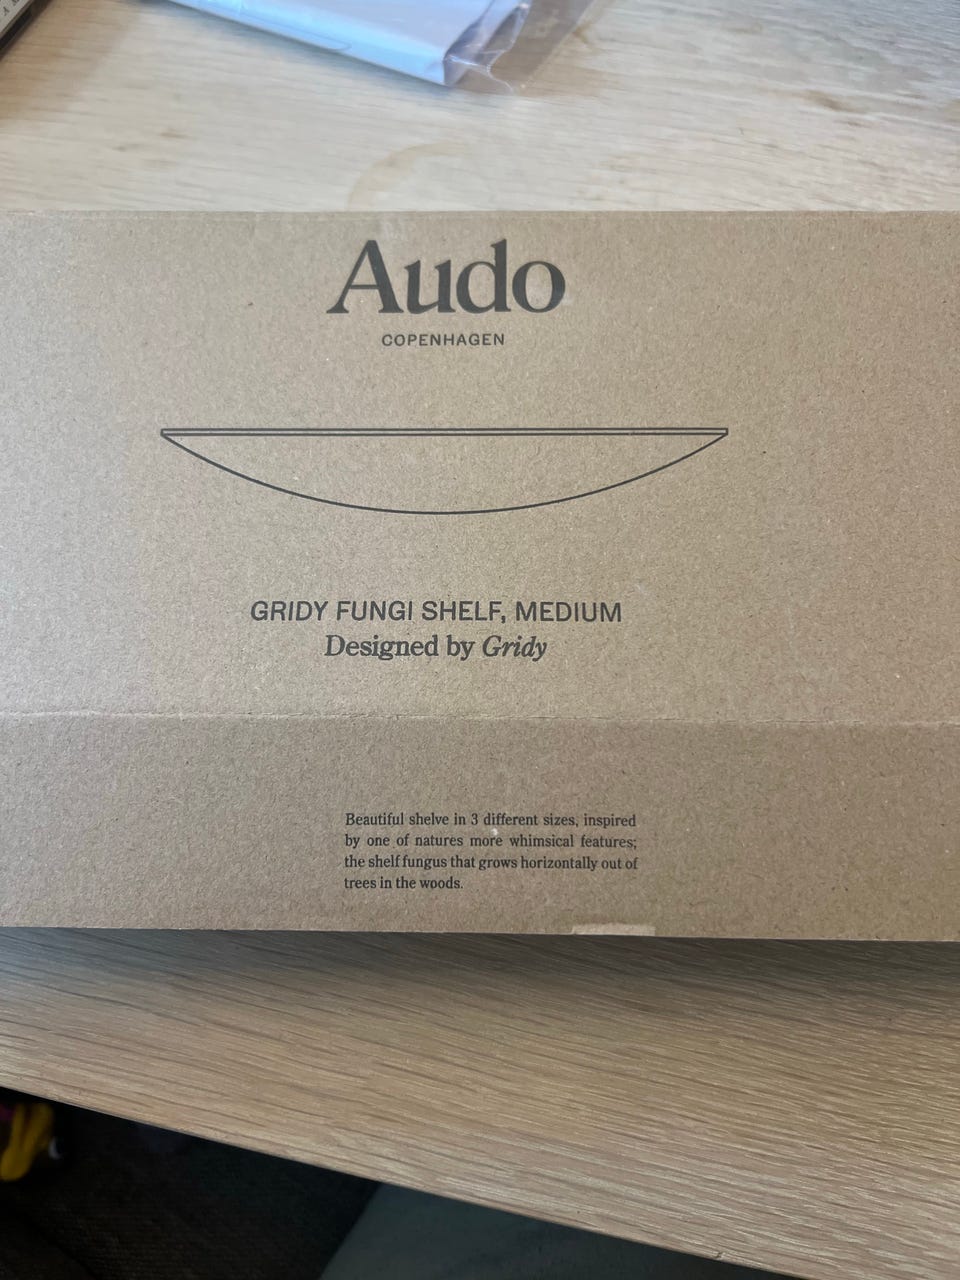 Audo
COPENHAGEN
GRIDY FUNGI SHELF, MEDIUM
Designed by Gridy
Beautiful shelve in 3 different sizes, inspired
by one of natures more whimsical features;
the shelf fungus that grows horizontally out of
trees in the woods.